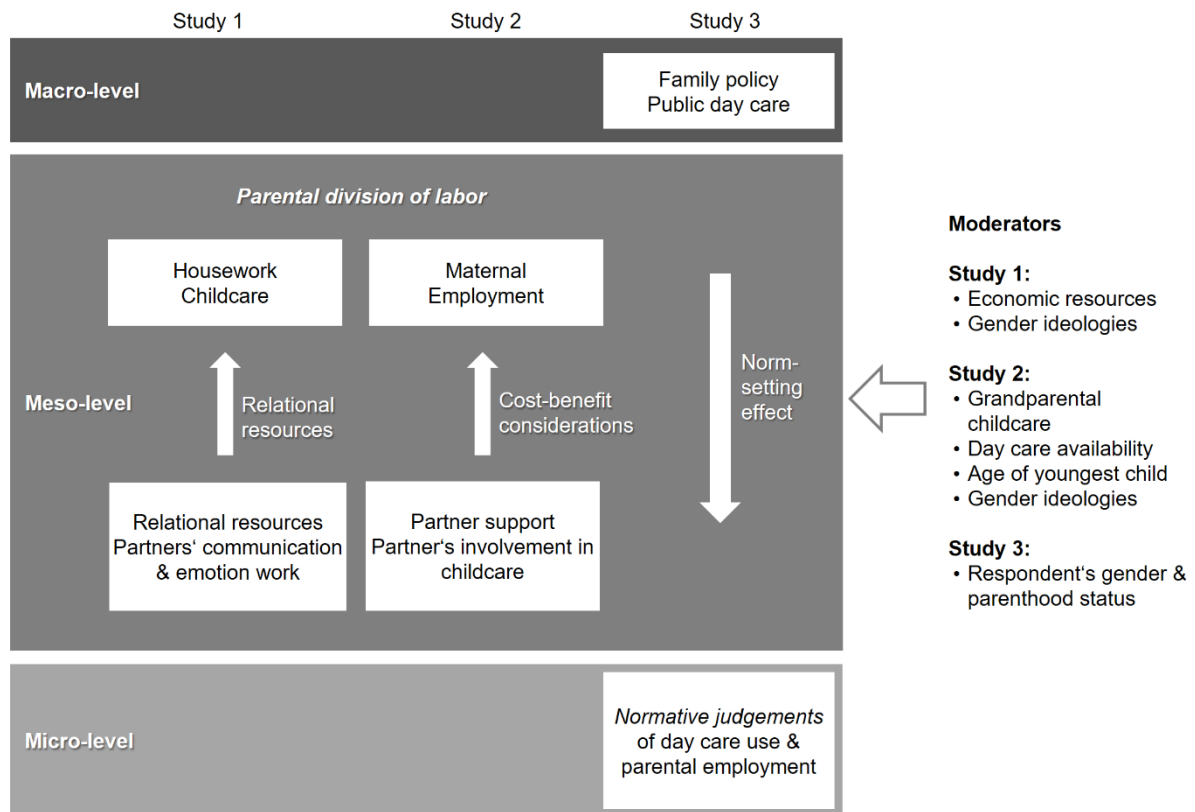 Study 1
Study 2
Study 3
Macro-level
Family policy
Public day care
Parental division of labor
Housework
Childcare
Maternal
Employment
Meso-level
Relational
resources
Cost-benefit
considerations
Norm-
setting
effect
Relational resources
Partners‘ communication
& emotion work
Partner support
Partner‘s involvement in
childcare
Micro-level
Normative judgements
of day care use &
parental employment
Moderators
Study 1:
• Economic resources
• Gender ideologies
Study 2:
• Grandparental
childcare
• Day care availability
• Age of youngest child
• Gender ideologies
Study 3:
• Respondent‘s gender &
parenthood status